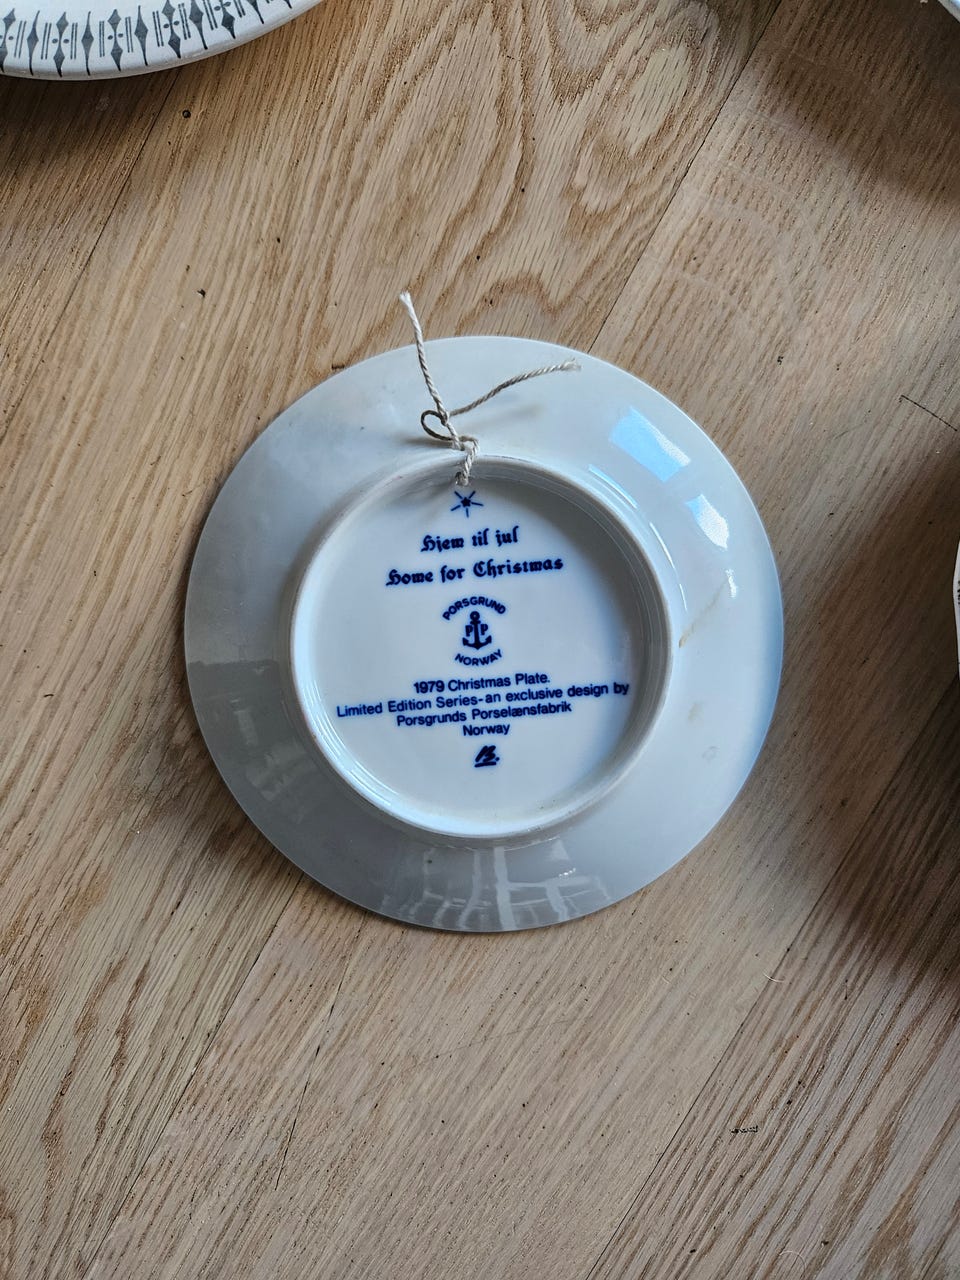 Hjem til jul
Home for Christmas
PORSGRUND
P P
NORWAY
1979 Christmas Plate.
Limited Edition Series-an exclusive design by
Porsgrunds Porselænsfabrik
Norway